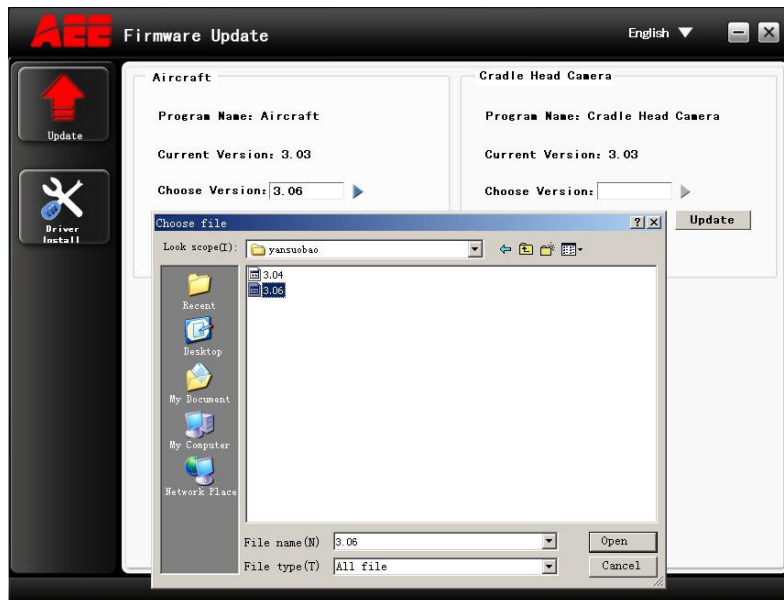 AEE Firmware Update English
Update
Driver
Install
Aircraft
Program Name: Aircraft
Current Version: 3.03
Choose Version: 3.06
Cradle Head Camera
Program Name: Cradle Head Camera
Current Version: 3.03
Choose Version:
Update
Choose file
Look scope(I): yansuobao
Recent
Desktop
My Document
My Computer
Network Place
3.04
3.06
File name(N) 3.06 Open
File type(T) All file Cancel